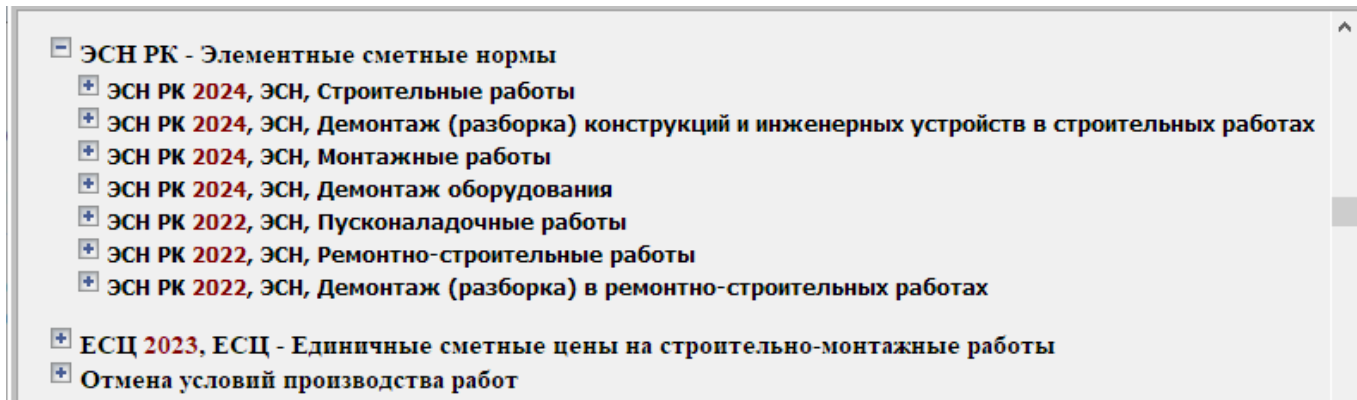 ЭСН РК - Элементные сметные нормы
ЭСН РК 2024, ЭСН, Строительные работы
ЭСН РК 2024, ЭСН, Демонтаж (разборка) конструкций и инженерных устройств в строительных работах
ЭСН РК 2024, ЭСН, Монтажные работы
ЭСН РК 2024, ЭСН, Демонтаж оборудования
ЭСН РК 2022, ЭСН, Пусконаладочные работы
ЭСН РК 2022, ЭСН, Ремонтно-строительные работы
ЭСН РК 2022, ЭСН, Демонтаж (разборка) в ремонтно-строительных работах
ЕСЦ 2023, ЕСЦ - Единичные сметные цены на строительно-монтажные работы
Отмена условий производства работ